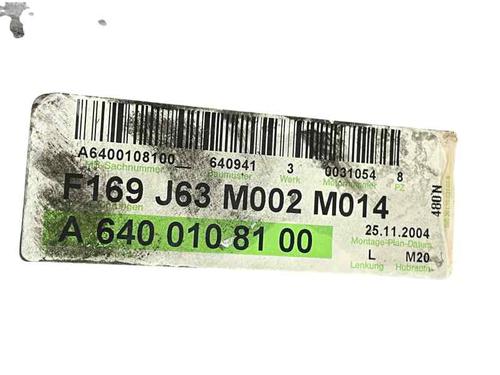 A6400108100 640941 3 0031054 8
MB-Sachnummer Baumuster Werk Motornummer PZ
F169 J63 M002 M014
A 640 010 81 00
25.11.2004
Montage-Plan-Datum
L M20
Lenkung Hubraum
480N